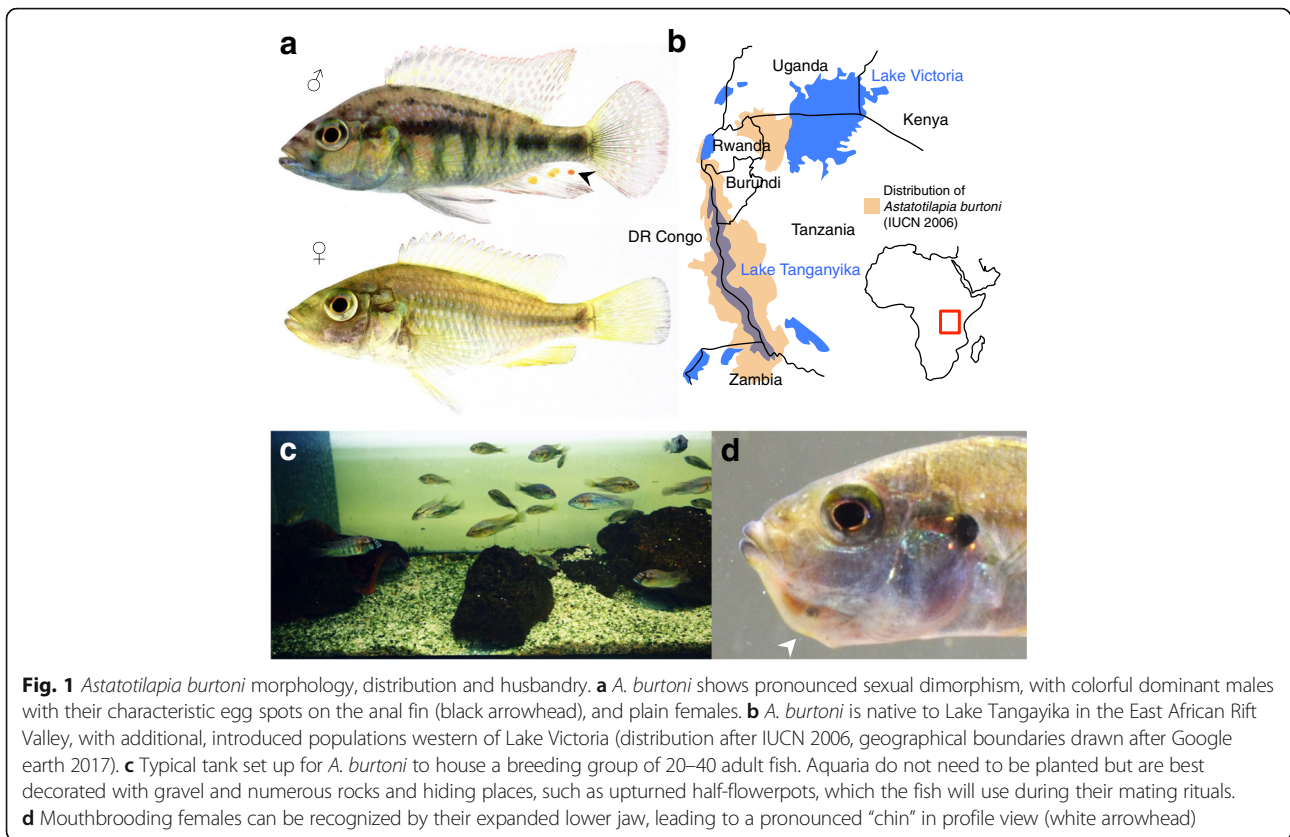 a
♂
♀
b
Uganda
Lake Victoria
Kenya
Rwanda
Burundi
Distribution of
Astatotilapia burtoni
(IUCN 2006)
Tanzania
DR Congo
Lake Tanganyika
Zambia
c
d
Fig. 1 Astatotilapia burtoni morphology, distribution and husbandry. a A. burtoni shows pronounced sexual dimorphism, with colorful dominant males
with their characteristic egg spots on the anal fin (black arrowhead), and plain females. b A. burtoni is native to Lake Tangayika in the East African Rift
Valley, with additional, introduced populations western of Lake Victoria (distribution after IUCN 2006, geographical boundaries drawn after Google
earth 2017). c Typical tank set up for A. burtoni to house a breeding group of 20–40 adult fish. Aquaria do not need to be planted but are best
decorated with gravel and numerous rocks and hiding places, such as upturned half-flowerpots, which the fish will use during their mating rituals.
d Mouthbrooding females can be recognized by their expanded lower jaw, leading to a pronounced “chin” in profile view (white arrowhead)